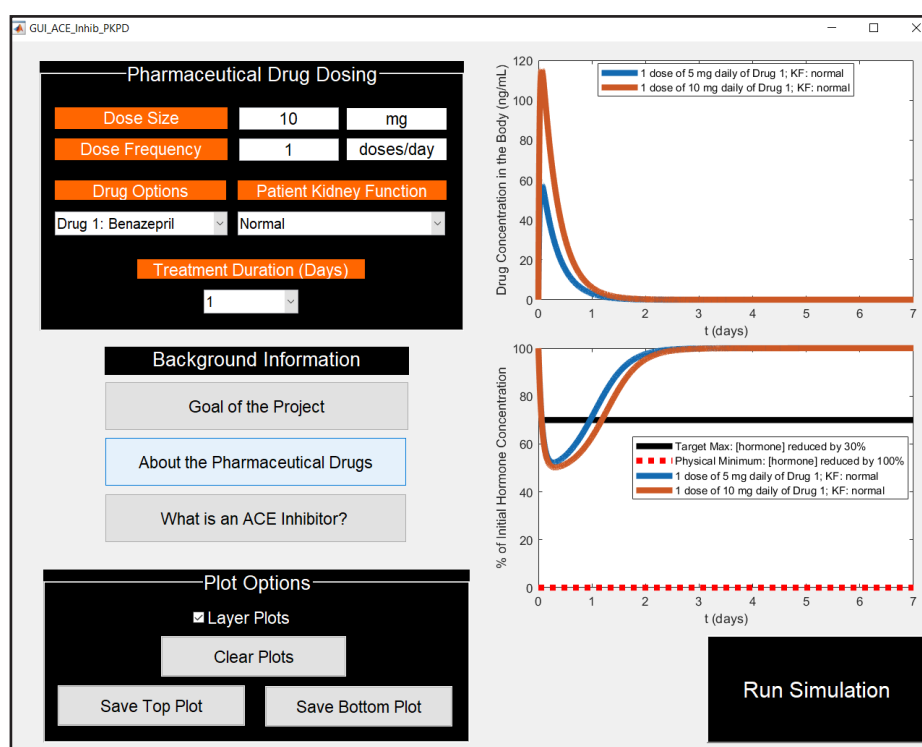 GUI_ACE_Inhib_PKPD
Pharmaceutical Drug Dosing
Dose Size 10 mg
Dose Frequency 1 doses/day
Drug Options Patient Kidney Function
Drug 1: Benazepril Normal
Treatment Duration (Days)
1
Background Information
Goal of the Project
About the Pharmaceutical Drugs
What is an ACE Inhibitor?
Plot Options
Layer Plots
Clear Plots
Save Top Plot Save Bottom Plot
Drug Concentration in the Body (ng/mL)
120
100
80
60
40
20
0
1 dose of 5 mg daily of Drug 1; KF: normal
1 dose of 10 mg daily of Drug 1; KF: normal
0 1 2 3 4 5 6 7
t (days)
% of Initial Hormone Concentration
100
80
60
40
20
0
Target Max: [hormone] reduced by 30%
Physical Minimum: [hormone] reduced by 100%
1 dose of 5 mg daily of Drug 1; KF: normal
1 dose of 10 mg daily of Drug 1; KF: normal
0 1 2 3 4 5 6 7
t (days)
Run Simulation